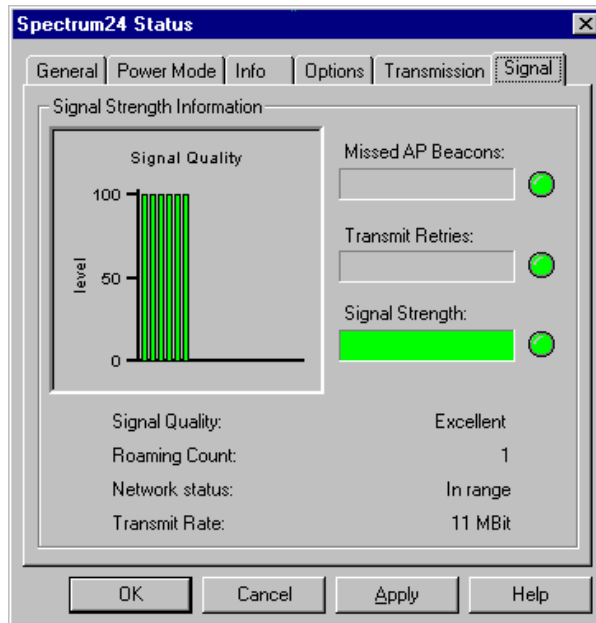 Spectrum24 Status
General Power Mode Info Options Transmission Signal
Signal Strength Information
Signal Quality
100
50
0
level
Missed AP Beacons:
Transmit Retries:
Signal Strength:
Signal Quality: Excellent
Roaming Count: 1
Network status: In range
Transmit Rate: 11 MBit
OK Cancel Apply Help